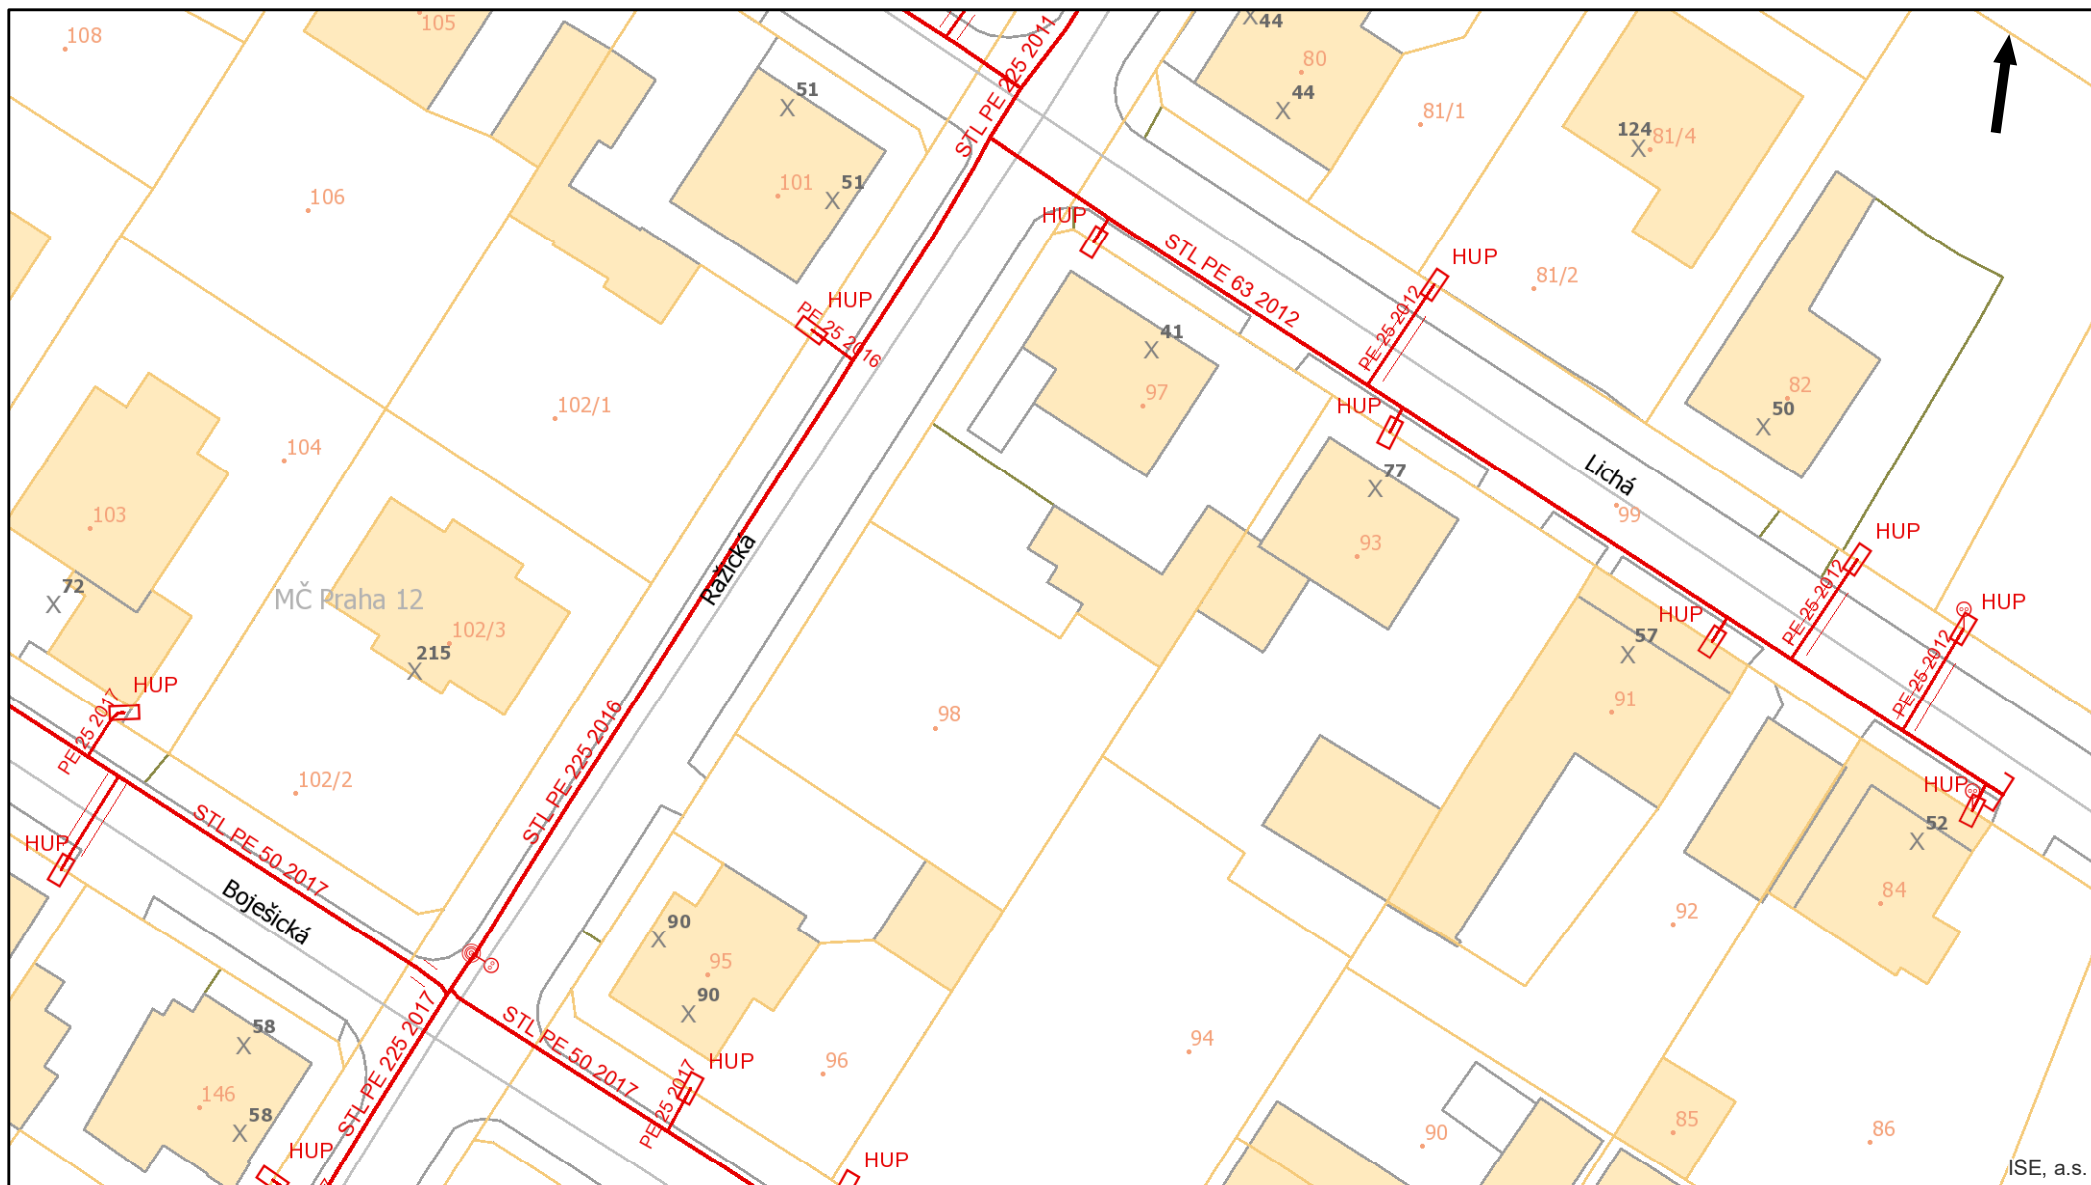 108
105
STL PE 225 2011
44
80
44
81/1
124
81/4
51
101
51
106
HUP
STL PE 63 2012
HUP
PE 25 2012
81/2
HUP
PE 25 2016
41
97
82
50
102/1
HUP
104
103
77
93
Lichá
99
72
MČ Praha 12
102/3
215
Ražická
HUP
PE 25 2012
HUP
PE 25 2012
HUP
57
91
HUP
PE 25 2017
98
STL PE 225 2016
102/2
HUP
52
84
STL PE 50 2017
HUP
Boješická
90
95
90
92
STL PE 225 2017
STL PE 50 2017
58
146
58
HUP
PE 25 2017
96
94
90
85
86
HUP
HUP
ISE, a.s.